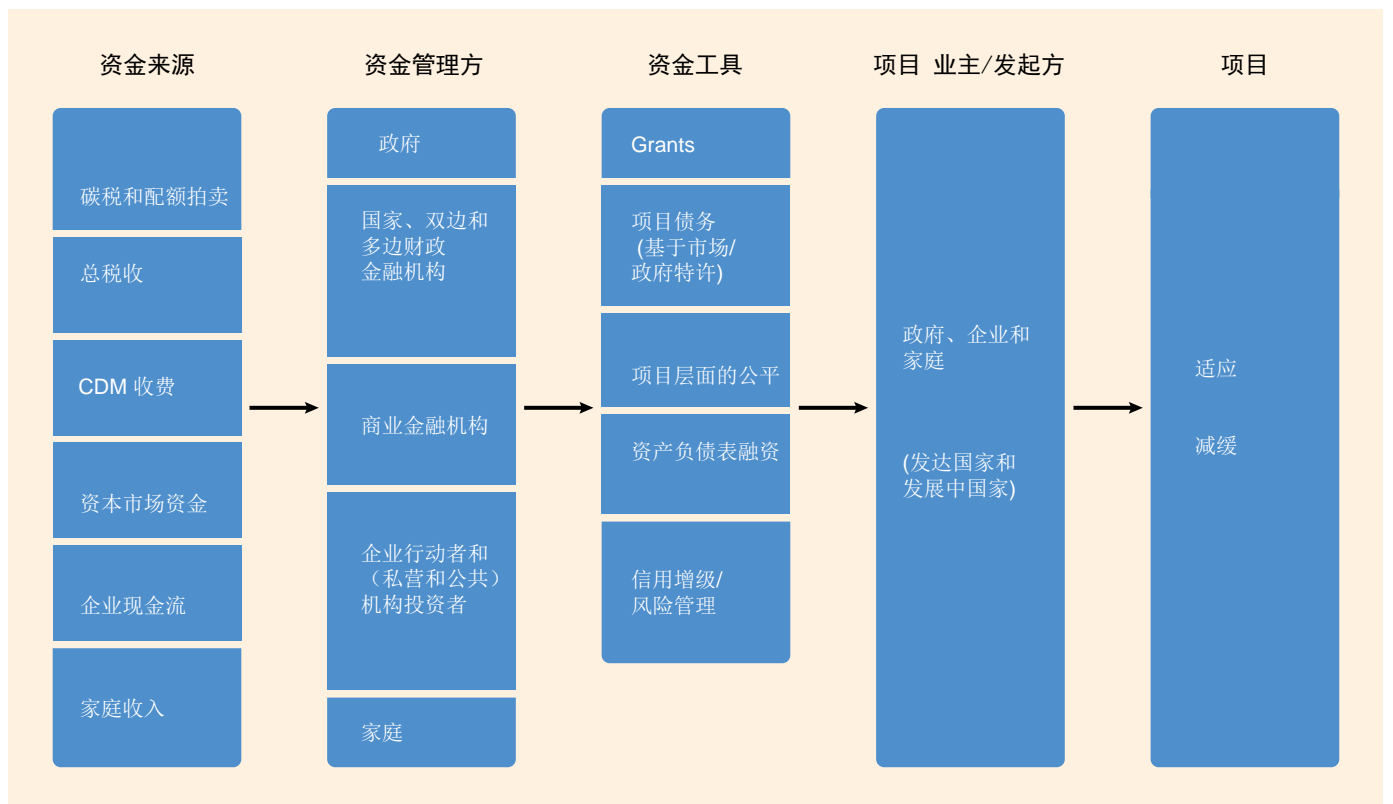 资金来源
资金管理方
资金工具
项目 业主/发起方
项目
碳税和配额拍卖
总税收
CDM 收费
资本市场资金
企业现金流
家庭收入
政府
国家、双边和
多边财政
金融机构
商业金融机构
企业行动者和
（私营和公共）
机构投资者
家庭
Grants
项目债务
(基于市场/
政府特许)
项目层面的公平
资产负债表融资
信用增级/
风险管理
政府、企业和
家庭
(发达国家和
发展中国家)
适应
减缓